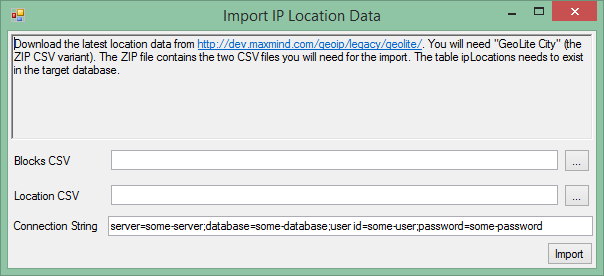 Import IP Location Data
Download the latest location data from http://dev.maxmind.com/geoip/legacy/geolite/. You will need "GeoLite City" (the
ZIP CSV variant). The ZIP file contains the two CSV files you will need for the import. The table ipLocations needs to exist
in the target database.
Blocks CSV ...
Location CSV ...
Connection String server=some-server;database=some-database;user id=some-user;password=some-password
Import